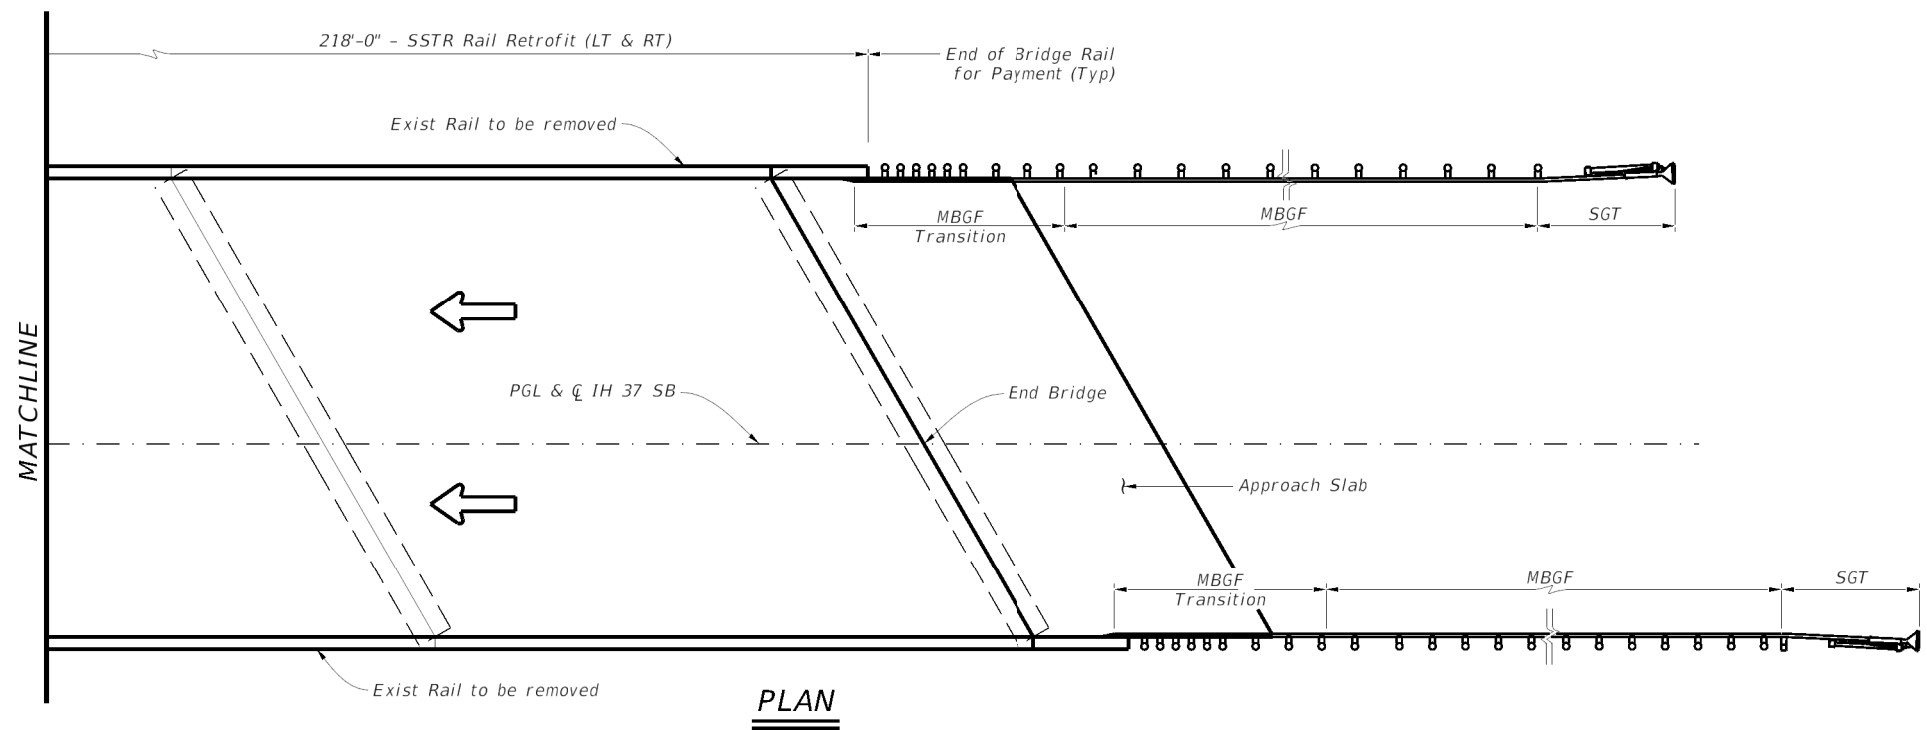 218'-0" - SSTR Rail Retrofit (LT & RT)
End of Bridge Rail
for Payment (Typ)
Exist Rail to be removed
MBGF
Transition
MBGF
SGT
MATCHLINE
PGL & ℄ IH 37 SB
End Bridge
Approach Slab
MBGF
Transition
MBGF
SGT
Exist Rail to be removed
PLAN